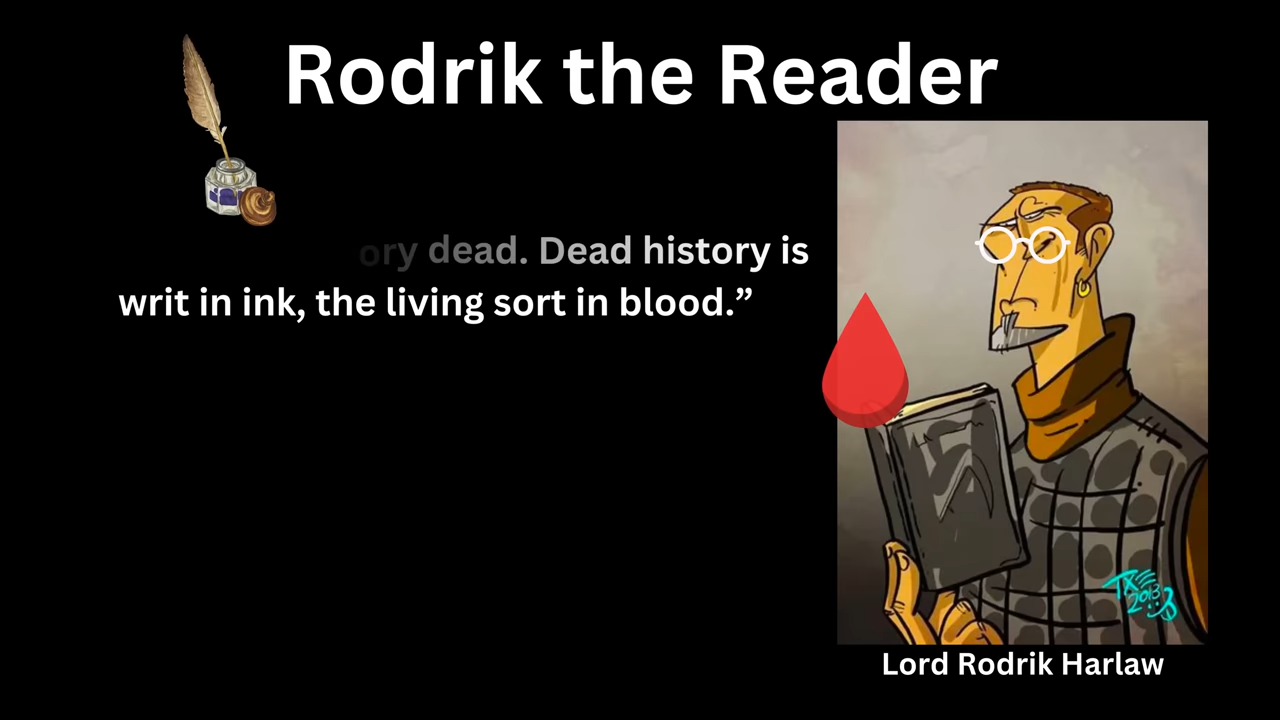 Rodrik the Reader
ory dead. Dead history is
writ in ink, the living sort in blood.”
2013
Lord Rodrik Harlaw